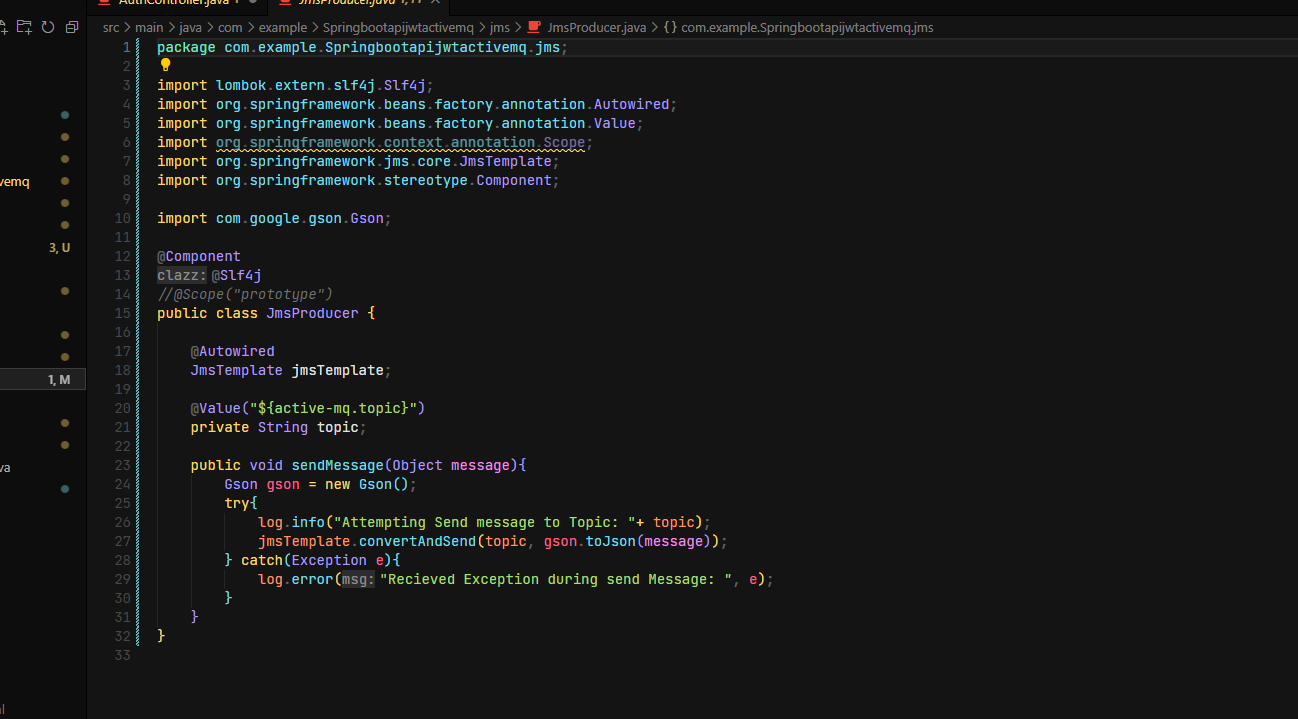 AuthController.java
JmsProducer.java 1, M
src > main > java > com > example > Springbootapijwtactivemq > jms > JmsProducer.java > {} com.example.Springbootapijwtactivemq.jms
vemq
3, U
1, M
va
1 package com.example.Springbootapijwtactivemq.jms;
2
3 import lombok.extern.slf4j.Slf4j;
4 import org.springframework.beans.factory.annotation.Autowired;
5 import org.springframework.beans.factory.annotation.Value;
6 import org.springframework.context.annotation.Scope;
7 import org.springframework.jms.core.JmsTemplate;
8 import org.springframework.stereotype.Component;
9
10 import com.google.gson.Gson;
11
12 @Component
13 clazz: @Slf4j
14 //@Scope("prototype")
15 public class JmsProducer {
16
17     @Autowired
18     JmsTemplate jmsTemplate;
19
20     @Value("${active-mq.topic}")
21     private String topic;
22
23     public void sendMessage(Object message){
24         Gson gson = new Gson();
25         try{
26             log.info("Attempting Send message to Topic: "+ topic);
27             jmsTemplate.convertAndSend(topic, gson.toJson(message));
28         } catch(Exception e){
29             log.error(msg: "Recieved Exception during send Message: ", e);
30         }
31     }
32 }
33